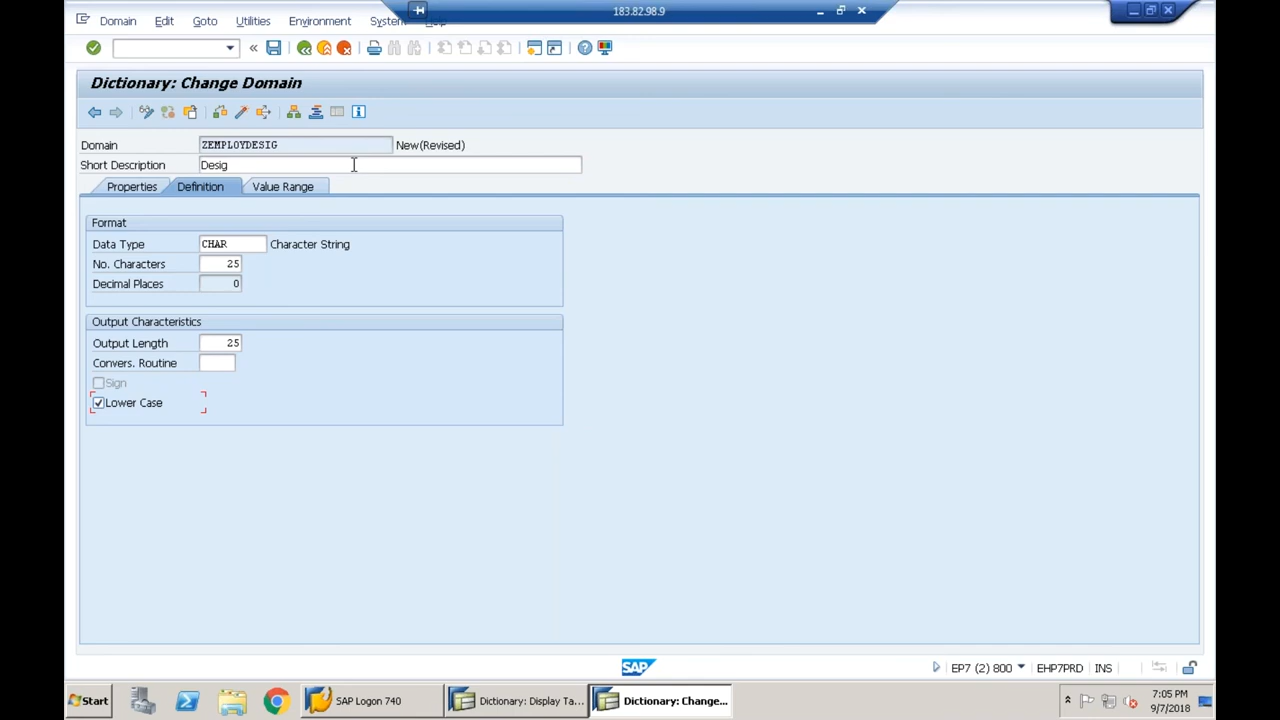 183.82.98.9
Domain Edit Goto Utilities Environment System Help
Dictionary: Change Domain
Domain ZEMPLOYDESIG New(Revised)
Short Description Desig
Properties Definition Value Range
Format
Data Type CHAR Character String
No. Characters 25
Decimal Places 0
Output Characteristics
Output Length 25
Convers. Routine
Sign
Lower Case
SAP
EP7 (2) 800 EHP7PRD INS
Start SAP Logon 740 Dictionary: Display Ta... Dictionary: Change... 7:05 PM
9/7/2018